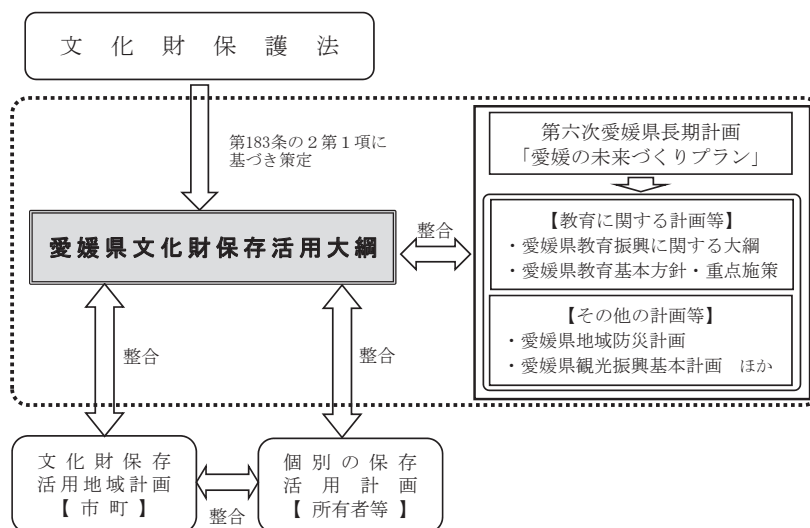 文化財保護法
第183条の2第1項に
基づき策定
第六次愛媛県長期計画
「愛媛の未来づくりプラン」
愛媛県文化財保存活用大綱
整合
【教育に関する計画等】
・愛媛県教育振興に関する大綱
・愛媛県教育基本方針・重点施策
【その他の計画等】
・愛媛県地域防災計画
・愛媛県観光振興基本計画　ほか
整合
整合
文化財保存
活用地域計画
【市町】
整合
個別の保存
活用計画
【所有者等】